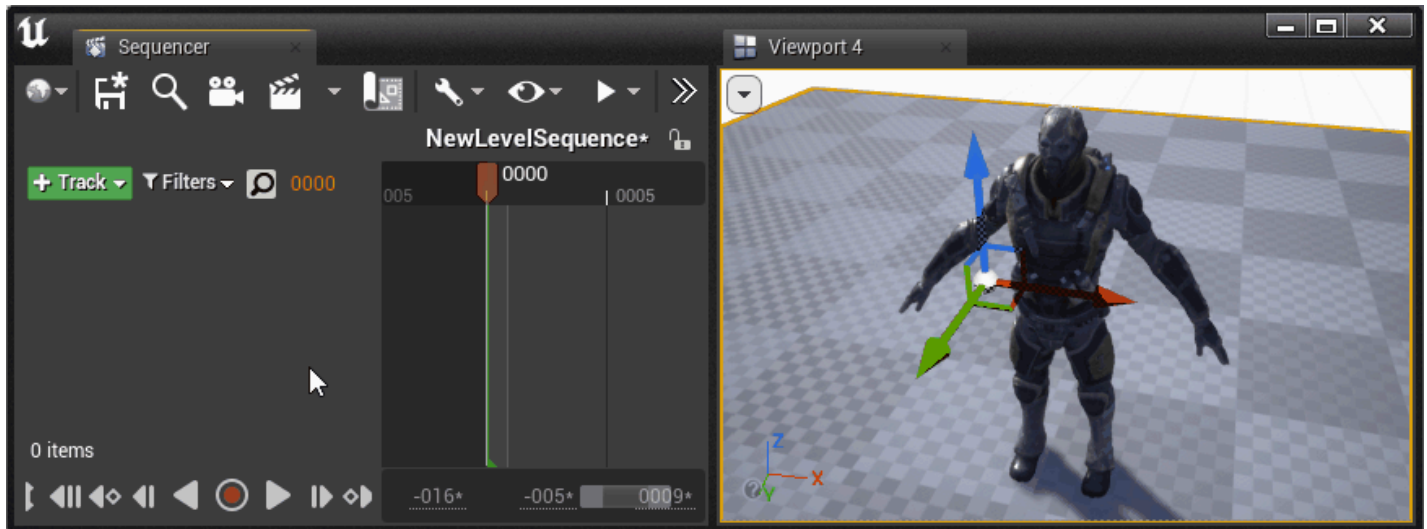 Sequencer
Viewport 4
NewLevelSequence*
+ Track
Filters
0000
0000
005
0005
0 items
-016*
-005*
0009*
Z
X
Y